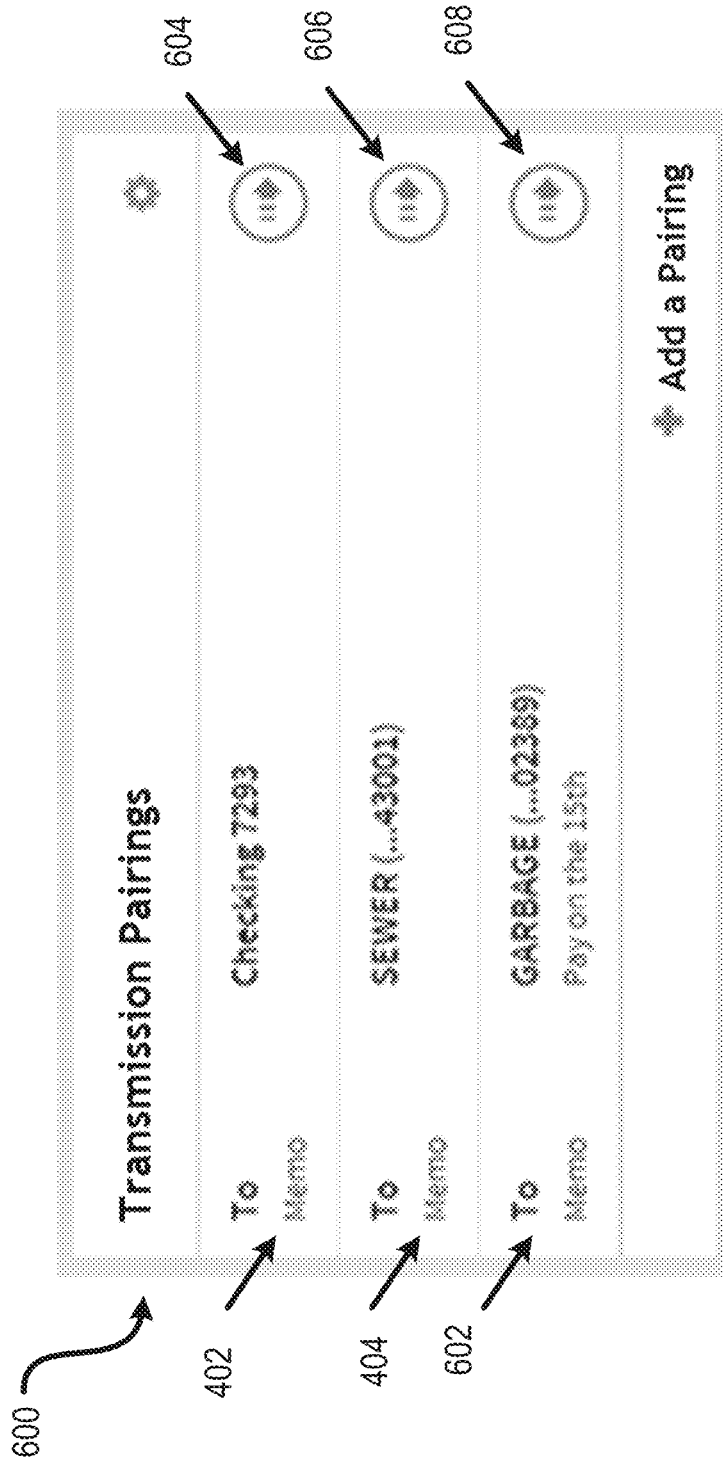 600
Transmission Pairings
402
To Checking 7293
Memo
604
404
To SEWER (...43001)
Memo
606
602
To GARBAGE (...02389)
Memo Pay on the 15th
608
Add a Pairing